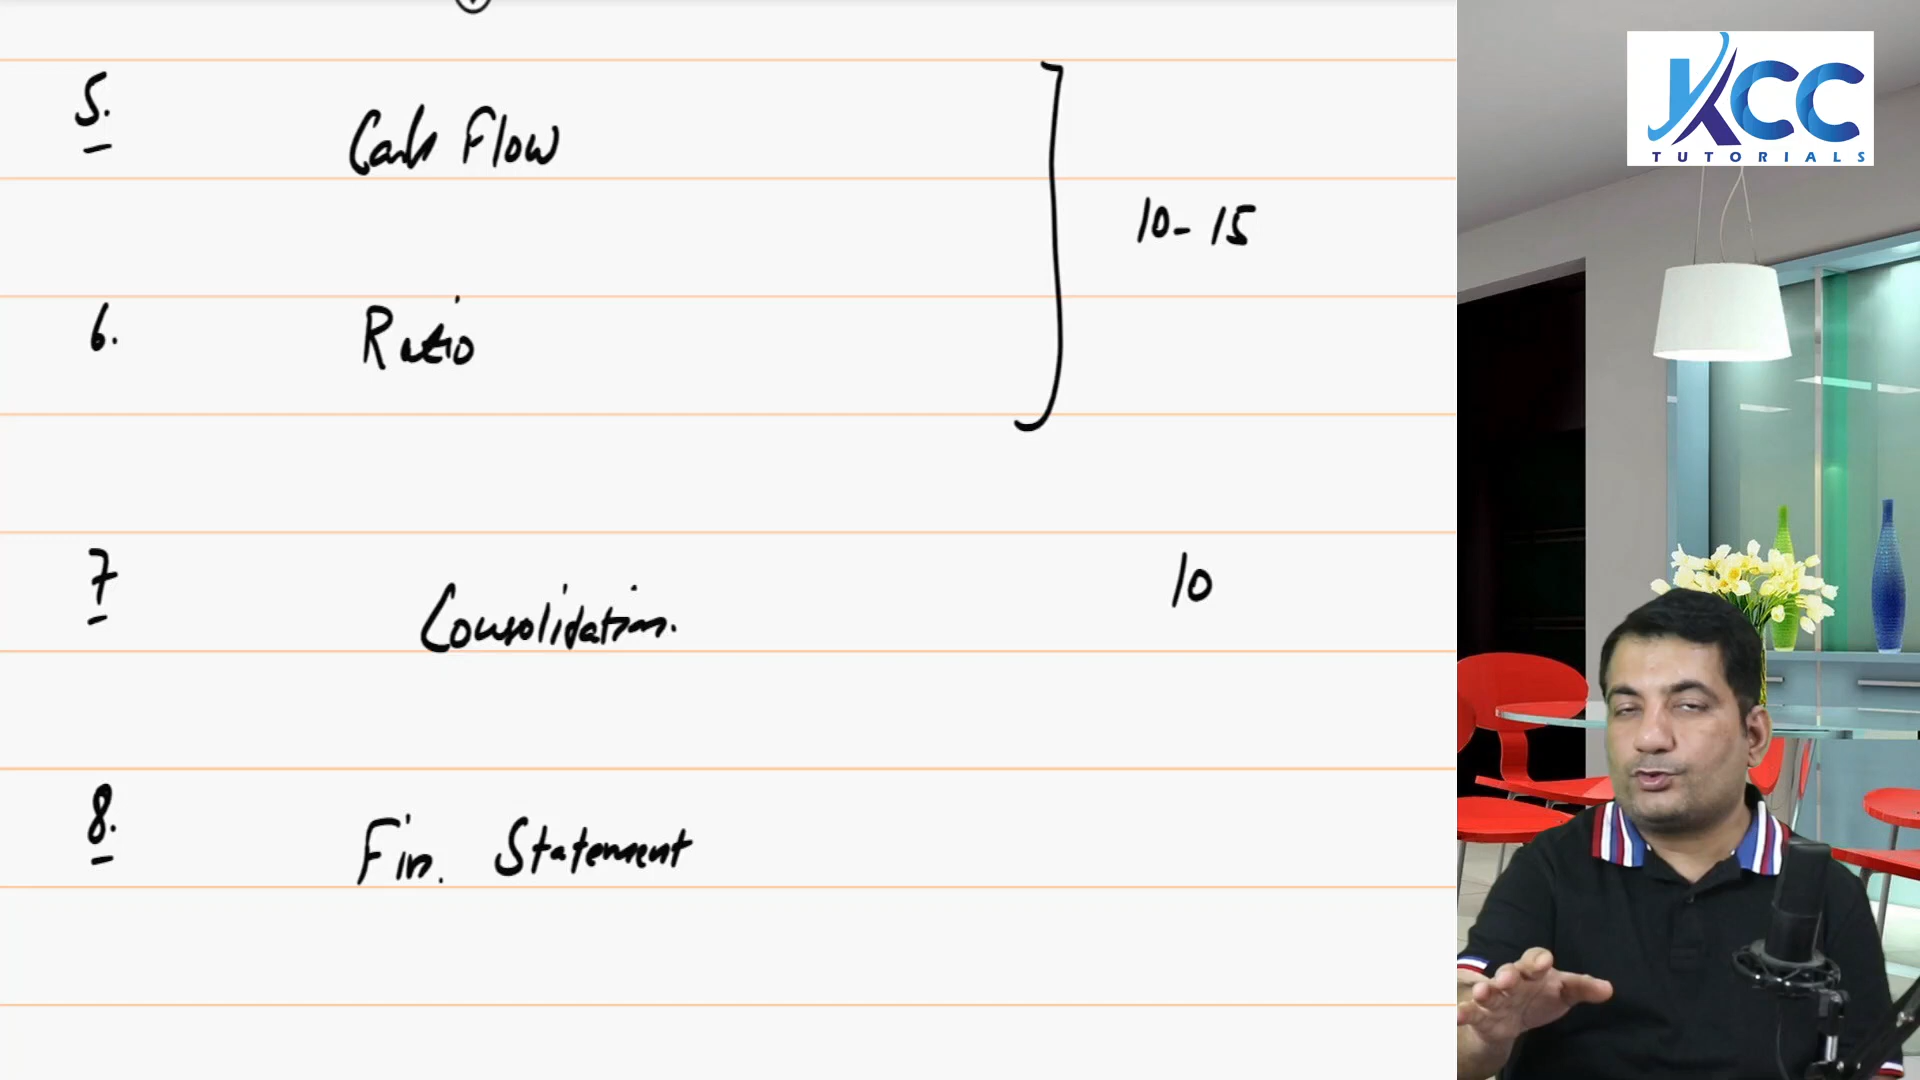 5. Cash Flow
10-15
6. Ratio
7 Consolidation. 10
8. Fin. Statement
KCC
TUTORIALS